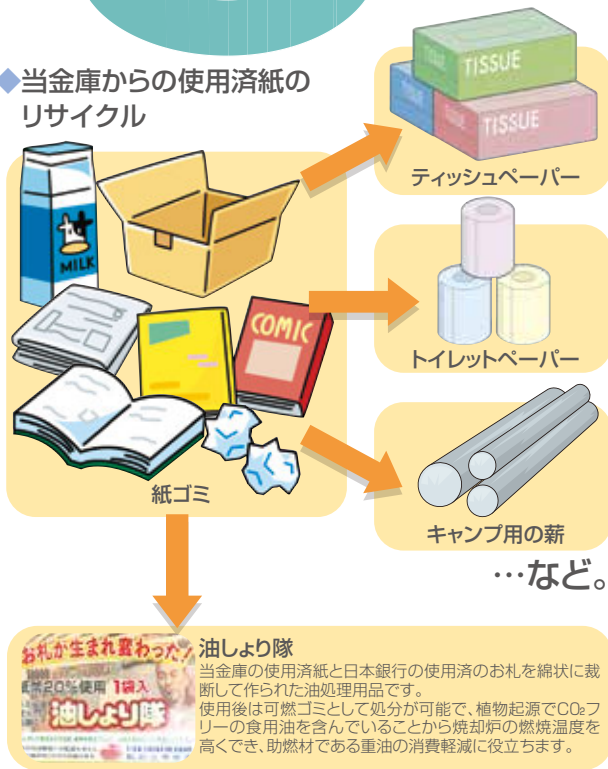 ◆当金庫からの使用済紙の
リサイクル
TISSUE
TISSUE
ティッシュペーパー
MILK
COMIC
トイレットペーパー
紙ゴミ
キャンプ用の薪
…など。
お札が生まれ変わった!
20%使用 1袋入
油しょり隊
油しょり隊
当金庫の使用済紙と日本銀行の使用済のお札を綿状に裁
断して作られた油処理用品です。
使用後は可燃ゴミとして処分が可能で、植物起源でCO₂フ
リーの食用油を含んでいることから焼却炉の燃焼温度を
高くでき、助燃材である重油の消費軽減に役立ちます。